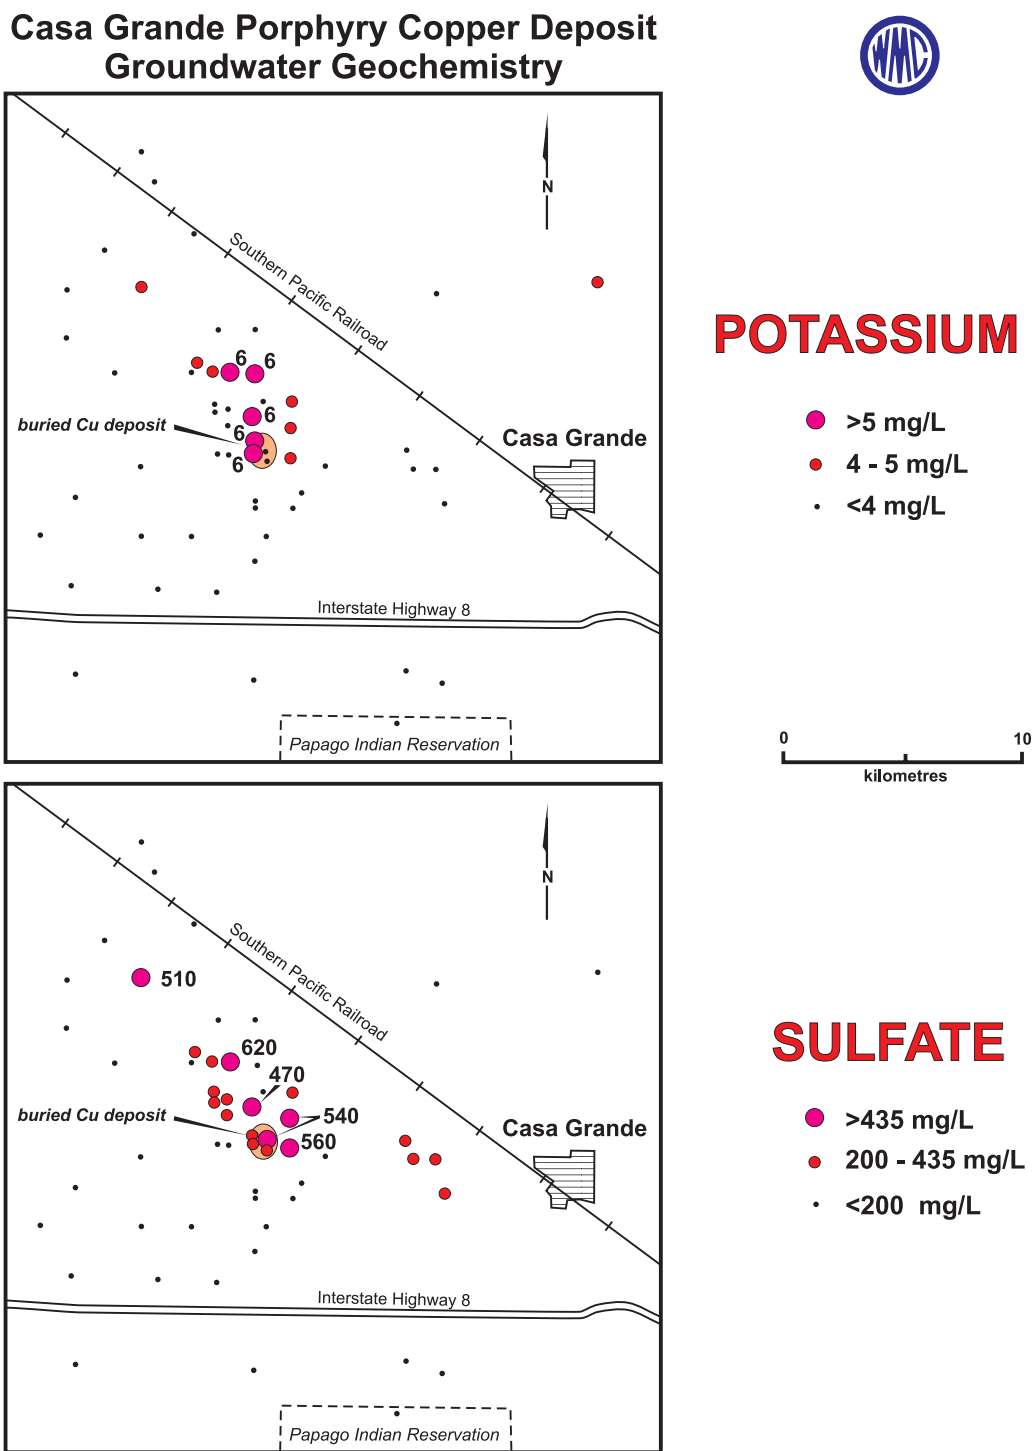 Casa Grande Porphyry Copper Deposit
Groundwater Geochemistry
WMC
N
Southern Pacific Railroad
6
6
6
buried Cu deposit
6
6
Casa Grande
Interstate Highway 8
Papago Indian Reservation
POTASSIUM
>5 mg/L
4 - 5 mg/L
<4 mg/L
0
10
kilometres
N
Southern Pacific Railroad
510
620
470
buried Cu deposit
540
560
Casa Grande
Interstate Highway 8
Papago Indian Reservation
SULFATE
>435 mg/L
200 - 435 mg/L
<200 mg/L